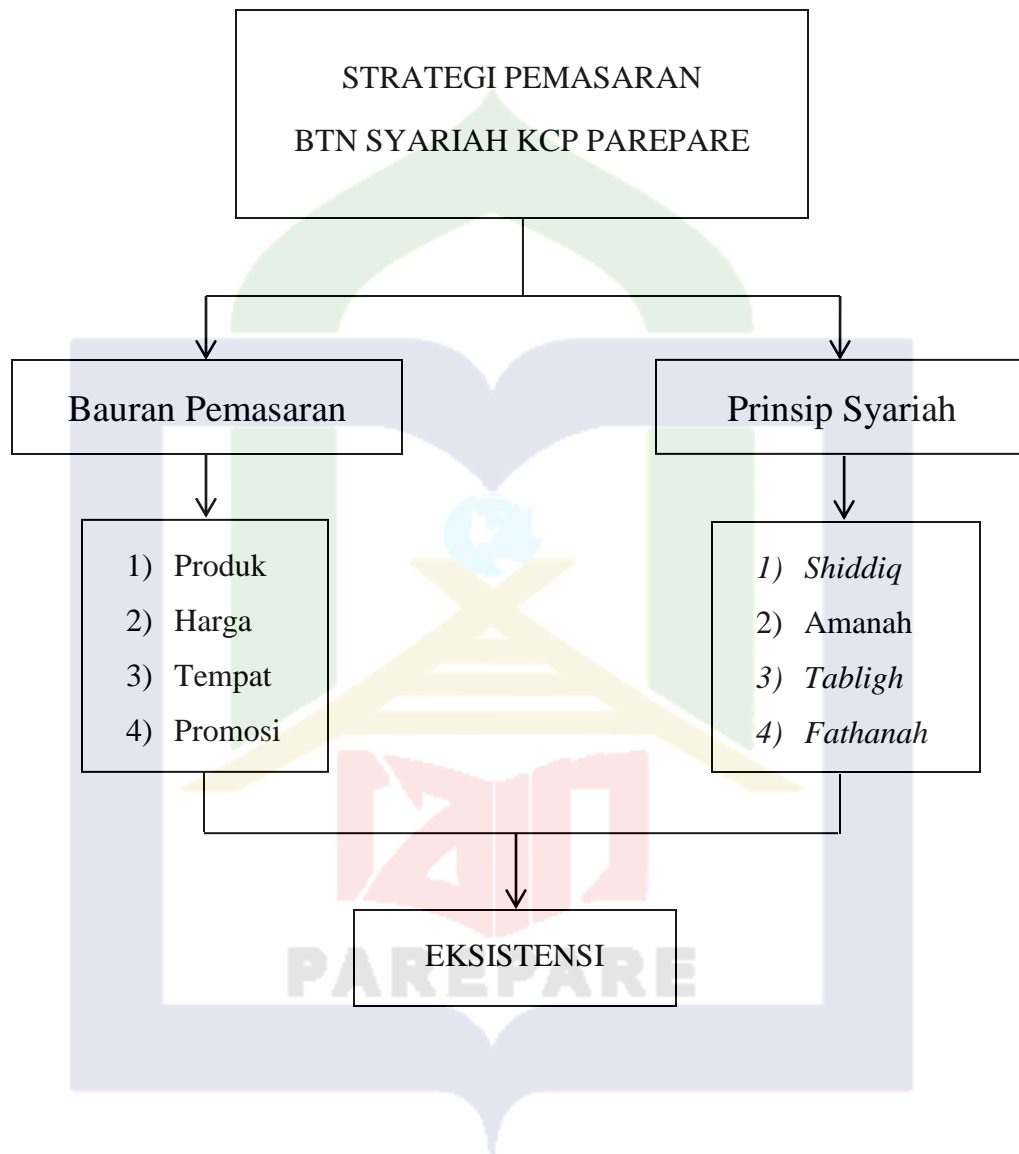 STRATEGI PEMASARAN
BTN SYARIAH KCP PAREPARE
Bauran Pemasaran
Prinsip Syariah
1) Produk
2) Harga
3) Tempat
4) Promosi
1) Shiddiq
2) Amanah
3) Tabligh
4) Fathanah
EKSISTENSI
PAREPARE